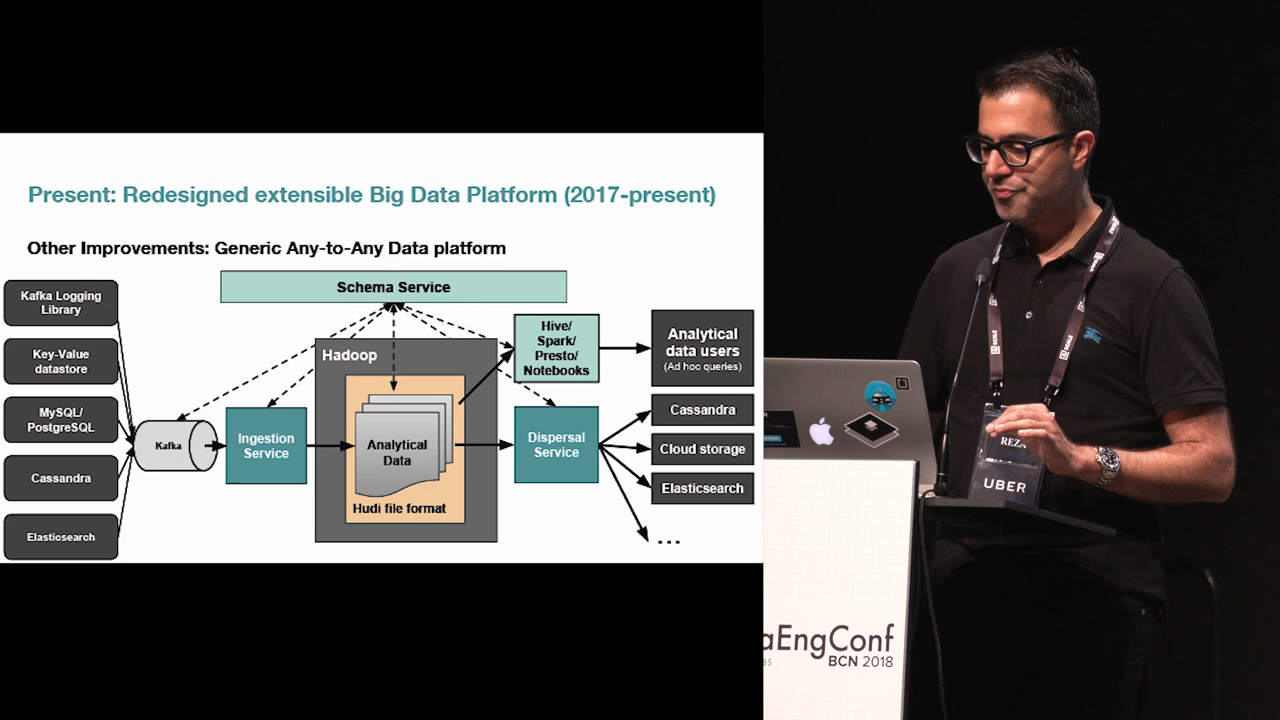 Present: Redesigned extensible Big Data Platform (2017-present)
Other Improvements: Generic Any-to-Any Data platform
Schema Service
Kafka Logging
Library
Key-Value
datastore
MySQL/
PostgreSQL
Cassandra
Elasticsearch
Kafka
Ingestion
Service
Hadoop
Analytical
Data
Hudi file format
Hive/
Spark/
Presto/
Notebooks
Dispersal
Service
Analytical
data users
(Ad hoc queries)
Cassandra
Cloud storage
Elasticsearch
...
REZA
UBER
aEngConf
BCN 2018